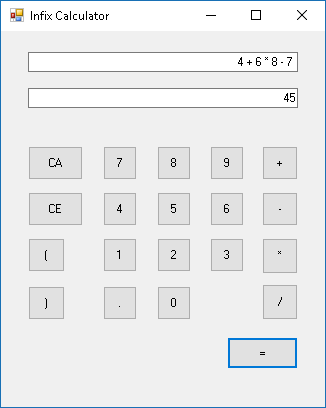 Infix Calculator
4 + 6 * 8 - 7
45
CA 7 8 9 +
CE 4 5 6 -
( 1 2 3 *
) . 0 /
=